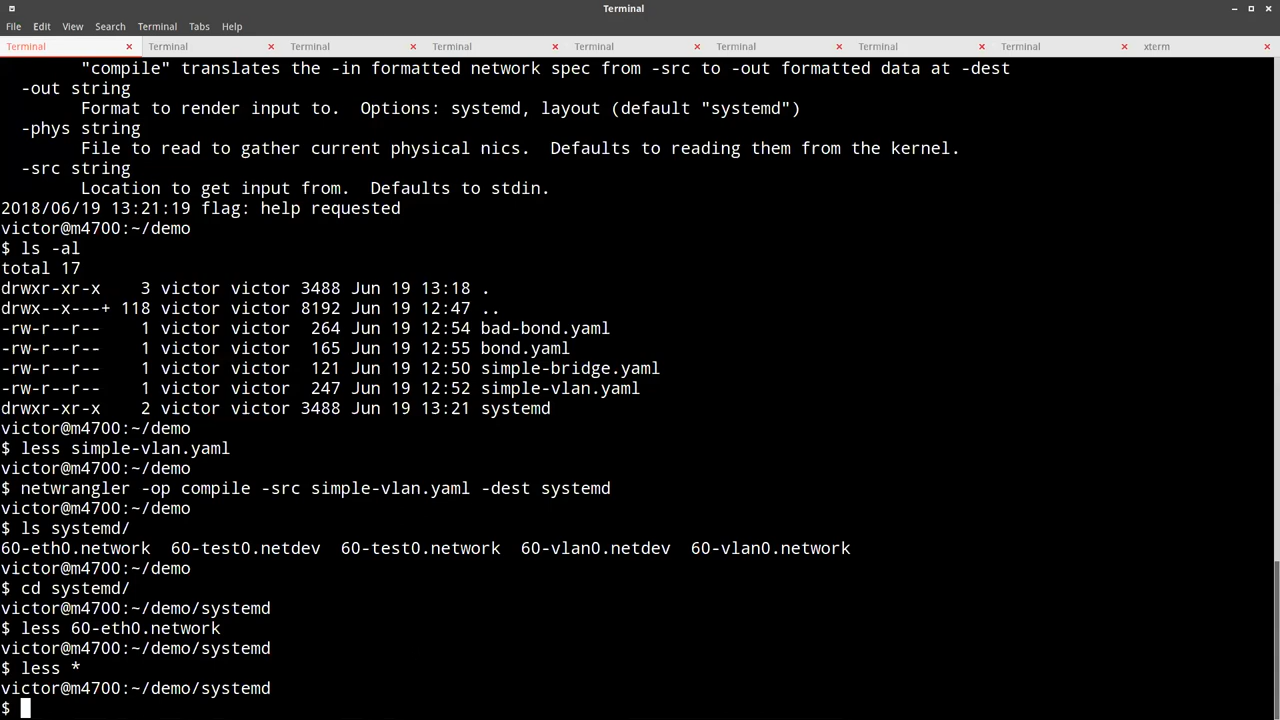 Terminal
File Edit View Search Terminal Tabs Help
Terminal Terminal Terminal Terminal Terminal Terminal Terminal Terminal xterm
"compile" translates the -in formatted network spec from -src to -out formatted data at -dest
-out string
Format to render input to.  Options: systemd, layout (default "systemd")
-phys string
File to read to gather current physical nics.  Defaults to reading them from the kernel.
-src string
Location to get input from.  Defaults to stdin.
2018/06/19 13:21:19 flag: help requested
victor@m4700:~/demo
$ ls -al
total 17
drwxr-xr-x    3 victor victor 3488 Jun 19 13:18 .
drwx--x---+ 118 victor victor 8192 Jun 19 12:47 ..
-rw-r--r--    1 victor victor  264 Jun 19 12:54 bad-bond.yaml
-rw-r--r--    1 victor victor  165 Jun 19 12:55 bond.yaml
-rw-r--r--    1 victor victor  121 Jun 19 12:50 simple-bridge.yaml
-rw-r--r--    1 victor victor  247 Jun 19 12:52 simple-vlan.yaml
drwxr-xr-x    2 victor victor 3488 Jun 19 13:21 systemd
victor@m4700:~/demo
$ less simple-vlan.yaml
victor@m4700:~/demo
$ netwrangler -op compile -src simple-vlan.yaml -dest systemd
victor@m4700:~/demo
$ ls systemd/
60-eth0.network  60-test0.netdev  60-test0.network  60-vlan0.netdev  60-vlan0.network
victor@m4700:~/demo
$ cd systemd/
victor@m4700:~/demo/systemd
$ less 60-eth0.network
victor@m4700:~/demo/systemd
$ less *
victor@m4700:~/demo/systemd
$